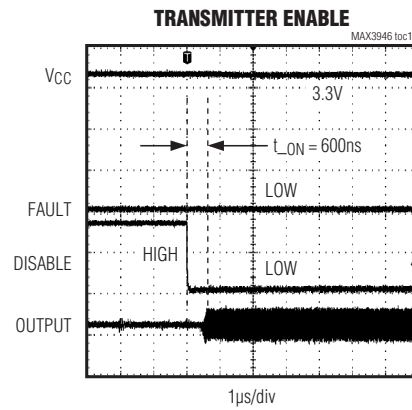 TRANSMITTER ENABLE
MAX3946 toc1
T
VCC
3.3V
t_ON = 600ns
LOW
FAULT
HIGH
DISABLE
LOW
OUTPUT
1µs/div